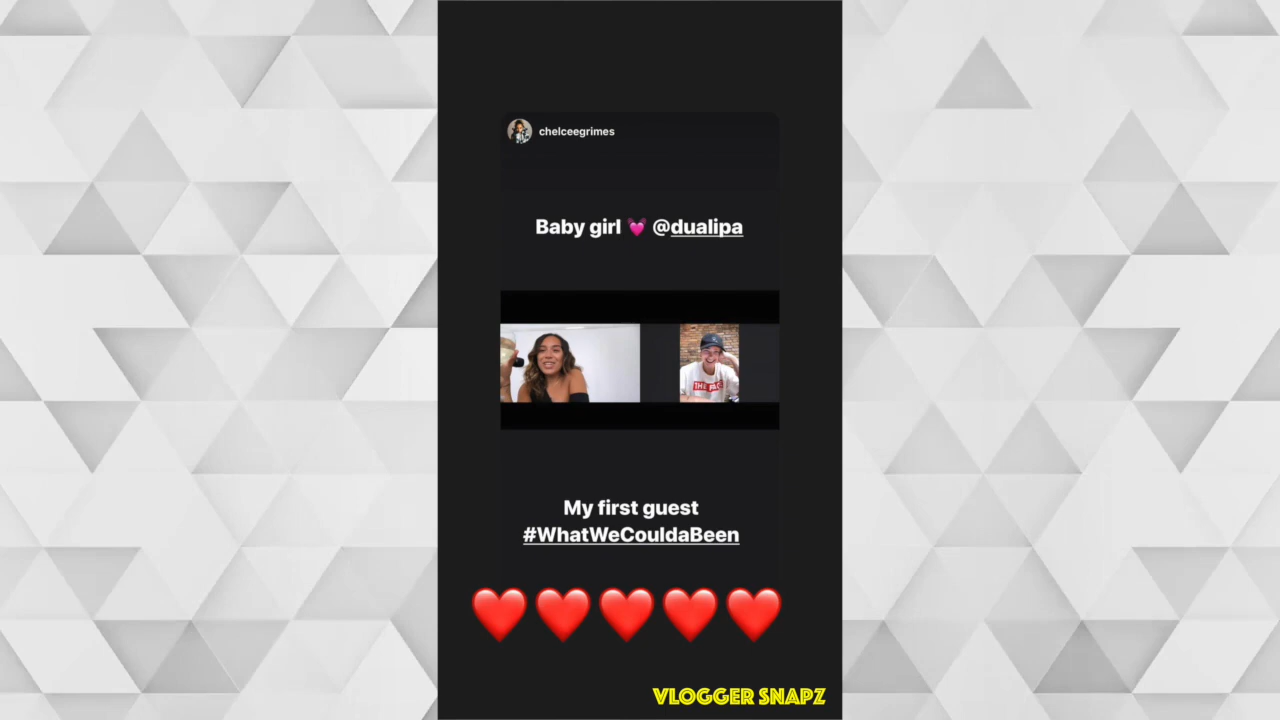 chelceegrimes
Baby girl 💓 @dualipa
My first guest
#WhatWeCouldaBeen
VLOGGER SNAPZ